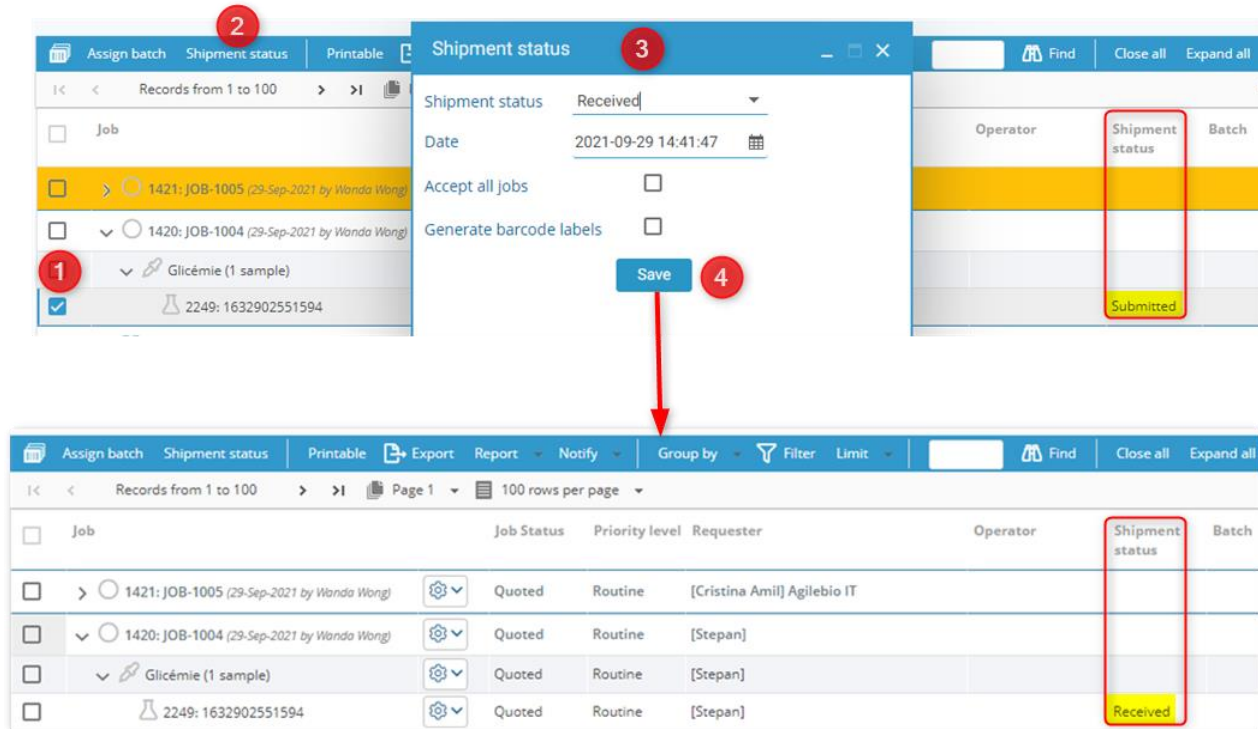 2
Assign batch Shipment status Printable
Shipment status 3
Find Close all Expand all
Records from 1 to 100
Job
Operator Shipment status Batch
Shipment status Received
Date 2021-09-29 14:41:47
Accept all jobs
Generate barcode labels
Save 4
1421: JOB-1005 (29-Sep-2021 by Wanda Wong)
1420: JOB-1004 (29-Sep-2021 by Wanda Wong)
1 Glicémie (1 sample)
2249: 1632902551594 Submitted
Assign batch Shipment status Printable Export Report Notify Group by Filter Limit Find Close all Expand all
Records from 1 to 100 Page 1 100 rows per page
Job Job Status Priority level Requester Operator Shipment status Batch
1421: JOB-1005 (29-Sep-2021 by Wanda Wong) Quoted Routine [Cristina Amil] Agilebio IT
1420: JOB-1004 (29-Sep-2021 by Wanda Wong) Quoted Routine [Stepan]
Glicémie (1 sample) Quoted Routine [Stepan]
2249: 1632902551594 Quoted Routine [Stepan] Received